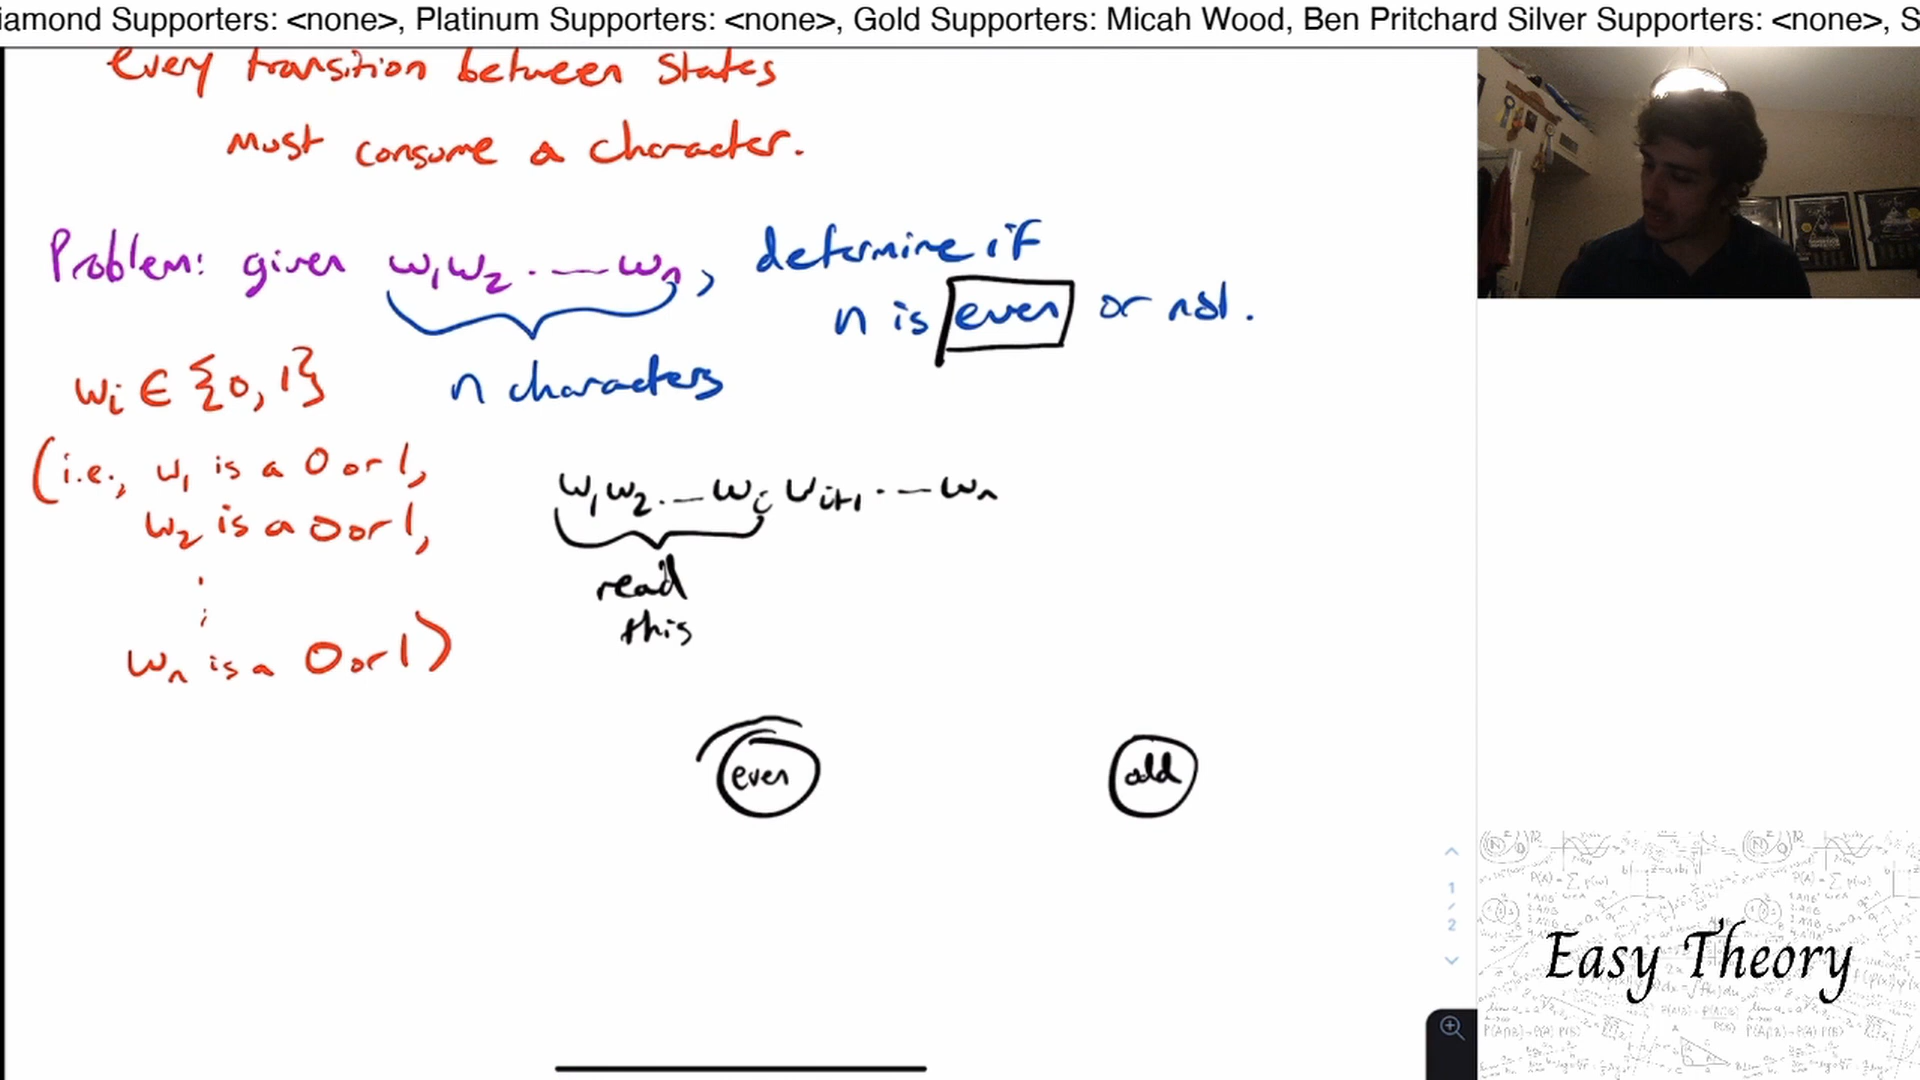 iamond Supporters: <none>, Platinum Supporters: <none>, Gold Supporters: Micah Wood, Ben Pritchard Silver Supporters: <none>, S
every transition between states
must consume a character.
Problem: given w₁w₂ . — wₙ, determine if
n is even or not.
n characters
wᵢ ∈ {0, 1}
(i.e., w₁ is a 0 or 1,
w₂ is a 0 or 1,
wₙ is a 0 or 1)
w₁w₂ . — wᵢ wᵢ₊₁ . — wₙ
read
this
even
odd
1
/
2
Easy Theory